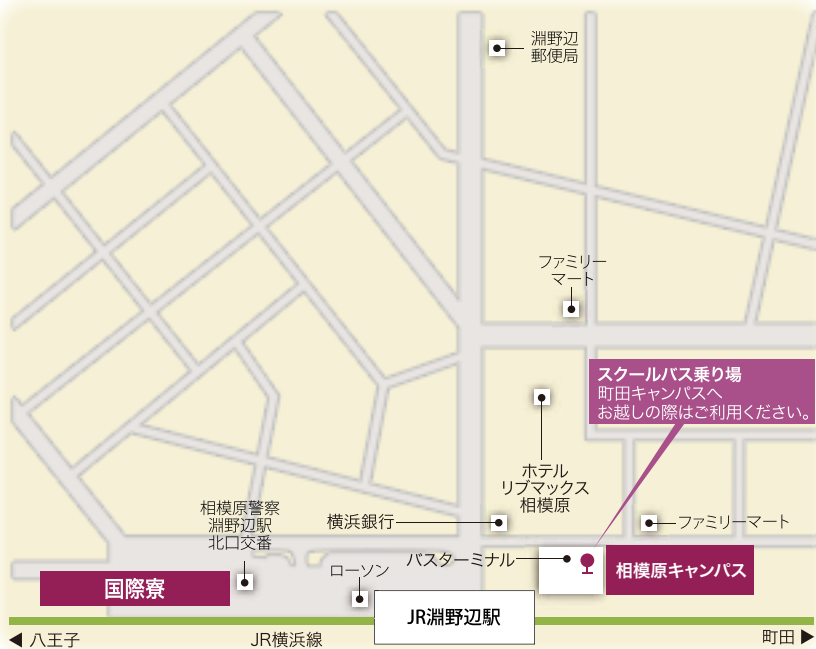 淵野辺
郵便局
ファミリー
マート
スクールバス乗り場
町田キャンパスへ
お越しの際はご利用ください。
ホテル
リブマックス
相模原
相模原警察
淵野辺駅
北口交番
横浜銀行
ファミリーマート
バスターミナル
ローソン
国際寮
相模原キャンパス
JR淵野辺駅
八王子
JR横浜線
町田